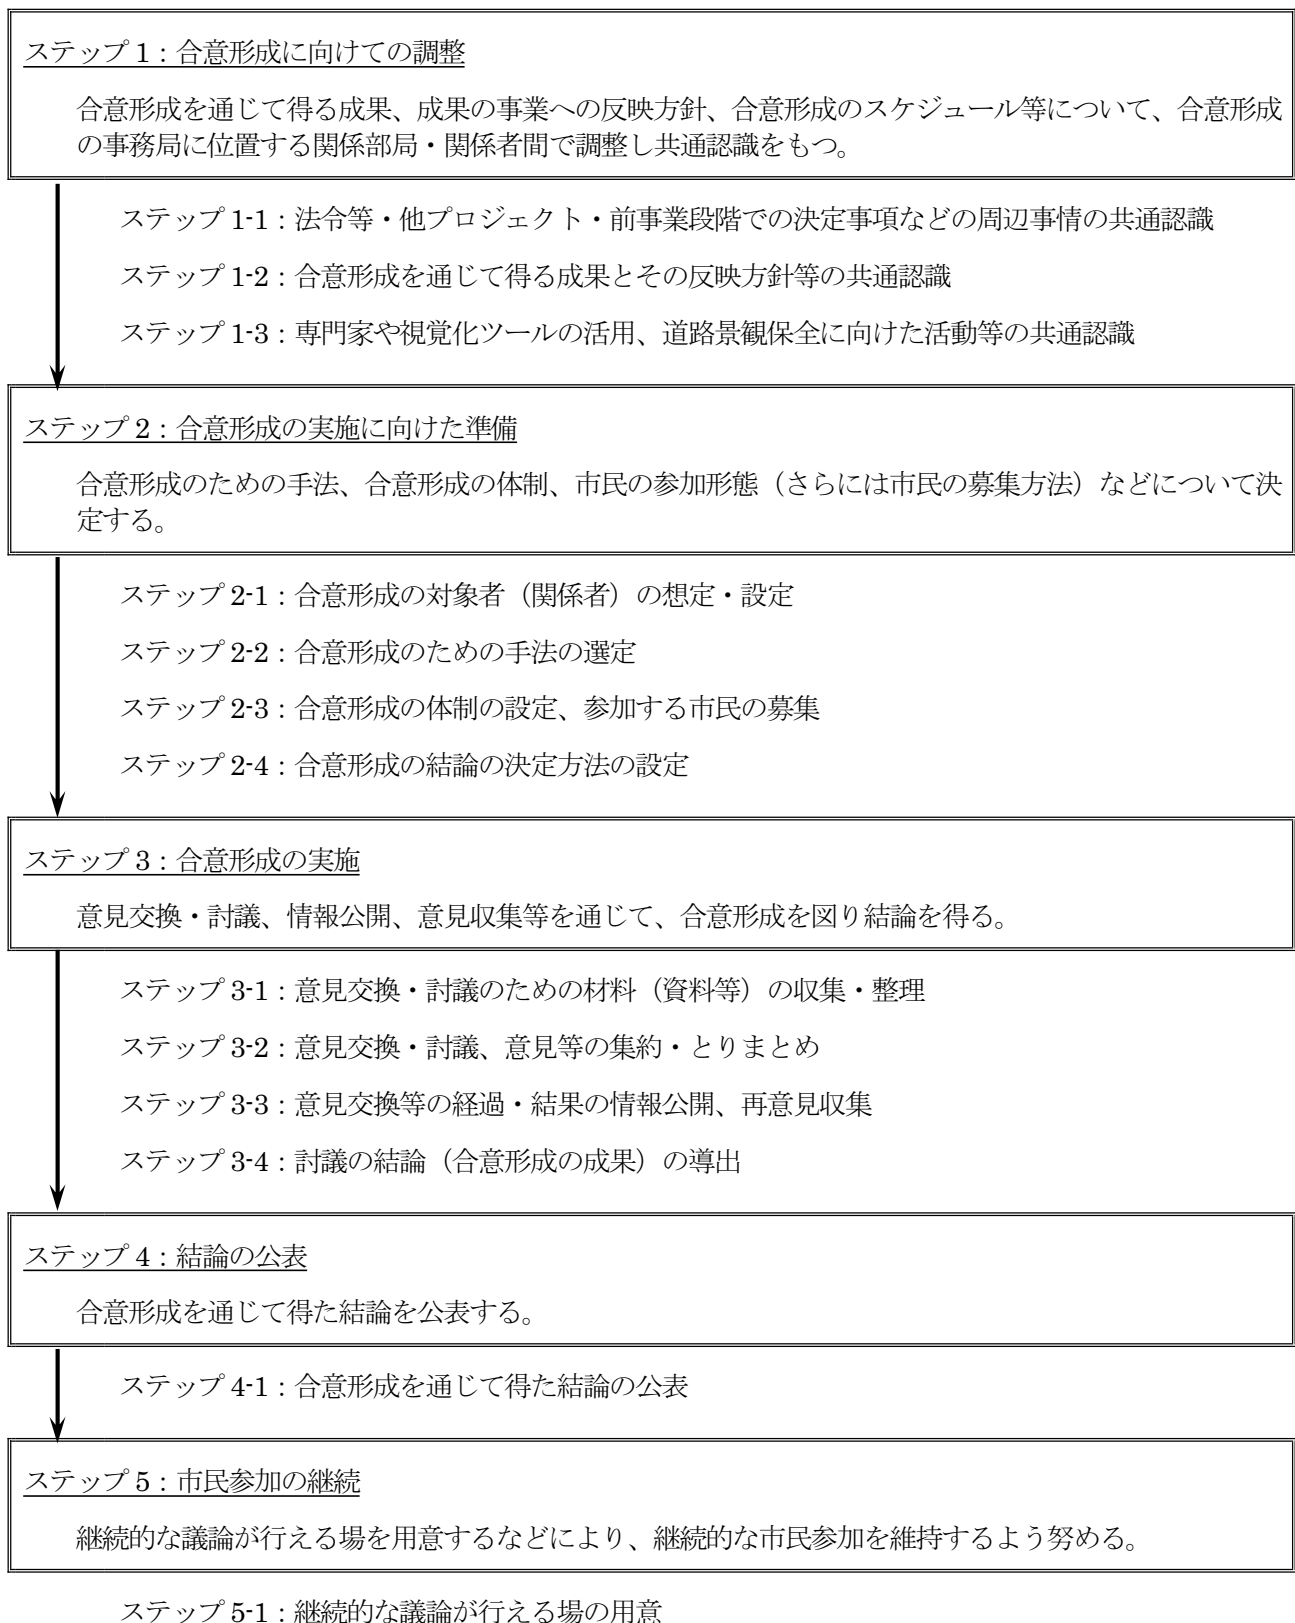 ステップ 1：合意形成に向けての調整
合意形成を通じて得る成果、成果の事業への反映方針、合意形成のスケジュール等について、合意形成
の事務局に位置する関係部局・関係者間で調整し共通認識をもつ。
ステップ 1-1：法令等・他プロジェクト・前事業段階での決定事項などの周辺事情の共通認識
ステップ 1-2：合意形成を通じて得る成果とその反映方針等の共通認識
ステップ 1-3：専門家や視覚化ツールの活用、道路景観保全に向けた活動等の共通認識
ステップ 2：合意形成の実施に向けた準備
合意形成のための手法、合意形成の体制、市民の参加形態（さらには市民の募集方法）などについて決
定する。
ステップ 2-1：合意形成の対象者（関係者）の想定・設定
ステップ 2-2：合意形成のための手法の選定
ステップ 2-3：合意形成の体制の設定、参加する市民の募集
ステップ 2-4：合意形成の結論の決定方法の設定
ステップ 3：合意形成の実施
意見交換・討議、情報公開、意見収集等を通じて、合意形成を図り結論を得る。
ステップ 3-1：意見交換・討議のための材料（資料等）の収集・整理
ステップ 3-2：意見交換・討議、意見等の集約・とりまとめ
ステップ 3-3：意見交換等の経過・結果の情報公開、再意見収集
ステップ 3-4：討議の結論（合意形成の成果）の導出
ステップ 4：結論の公表
合意形成を通じて得た結論を公表する。
ステップ 4-1：合意形成を通じて得た結論の公表
ステップ 5：市民参加の継続
継続的な議論が行える場を用意するなどにより、継続的な市民参加を維持するよう努める。
ステップ 5-1：継続的な議論が行える場の用意